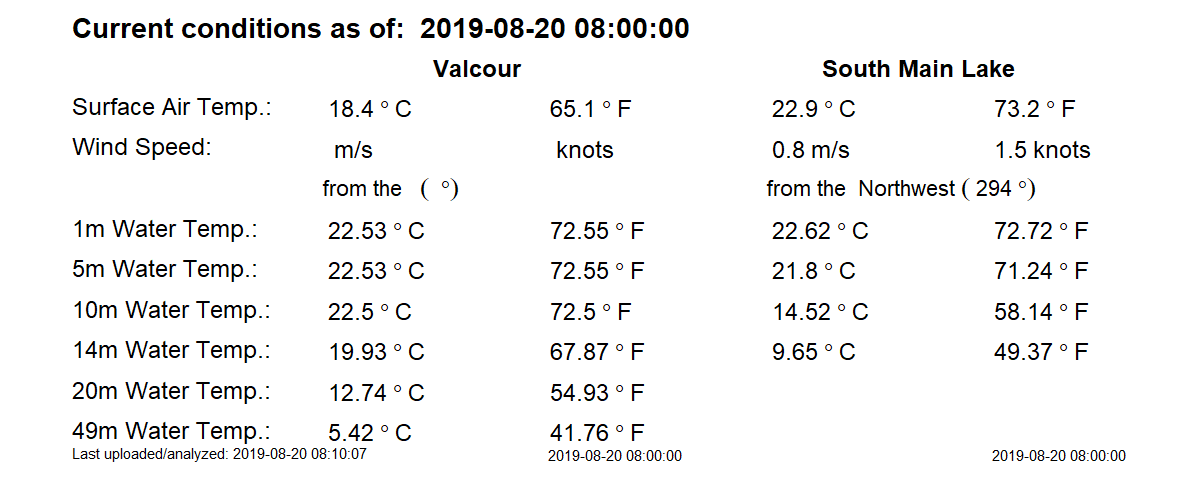 Current conditions as of: 2019-08-20 08:00:00
Valcour South Main Lake
Surface Air Temp.: 18.4 ° C 65.1 ° F 22.9 ° C 73.2 ° F
Wind Speed: m/s knots 0.8 m/s 1.5 knots
from the ( °) from the Northwest ( 294 °)
1m Water Temp.: 22.53 ° C 72.55 ° F 22.62 ° C 72.72 ° F
5m Water Temp.: 22.53 ° C 72.55 ° F 21.8 ° C 71.24 ° F
10m Water Temp.: 22.5 ° C 72.5 ° F 14.52 ° C 58.14 ° F
14m Water Temp.: 19.93 ° C 67.87 ° F 9.65 ° C 49.37 ° F
20m Water Temp.: 12.74 ° C 54.93 ° F
49m Water Temp.: 5.42 ° C 41.76 ° F
Last uploaded/analyzed: 2019-08-20 08:10:07 2019-08-20 08:00:00 2019-08-20 08:00:00